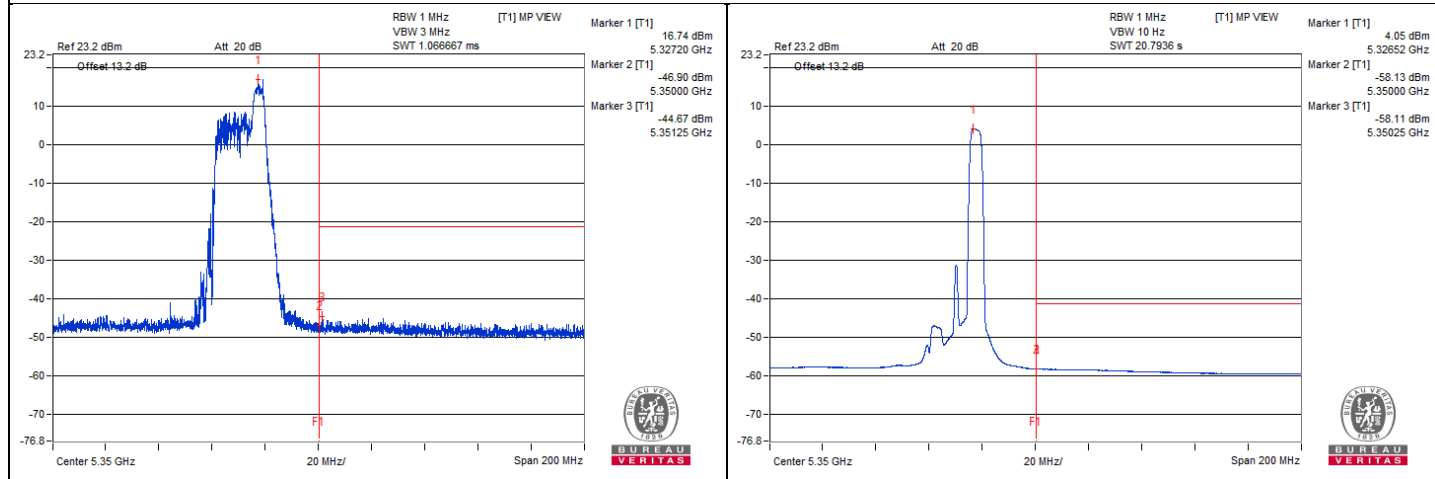 RBW 1 MHz [T1] MP VIEW
VBW 3 MHz
Ref 23.2 dBm Att 20 dB SWT 1.066667 ms
Marker 1 [T1]
16.74 dBm
5.32720 GHz
Marker 2 [T1]
-46.90 dBm
5.35000 GHz
Marker 3 [T1]
-44.67 dBm
5.35125 GHz
23.2
Offset 13.2 dB
1
10
0
-10
-20
-30
-40
3
2
-50
-60
-70
F1
-76.8
Center 5.35 GHz 20 MHz/ Span 200 MHz
BUREAU VERITAS
1828
BUREAU
VERITAS
RBW 1 MHz [T1] MP VIEW
VBW 10 Hz
Ref 23.2 dBm Att 20 dB SWT 20.7936 s
Marker 1 [T1]
4.05 dBm
5.32652 GHz
Marker 2 [T1]
-58.13 dBm
5.35000 GHz
Marker 3 [T1]
-58.11 dBm
5.35025 GHz
23.2
Offset 13.2 dB
10
1
0
-10
-20
-30
-40
-50
-60
-70
F1
-76.8
Center 5.35 GHz 20 MHz/ Span 200 MHz
BUREAU VERITAS
1828
BUREAU
VERITAS